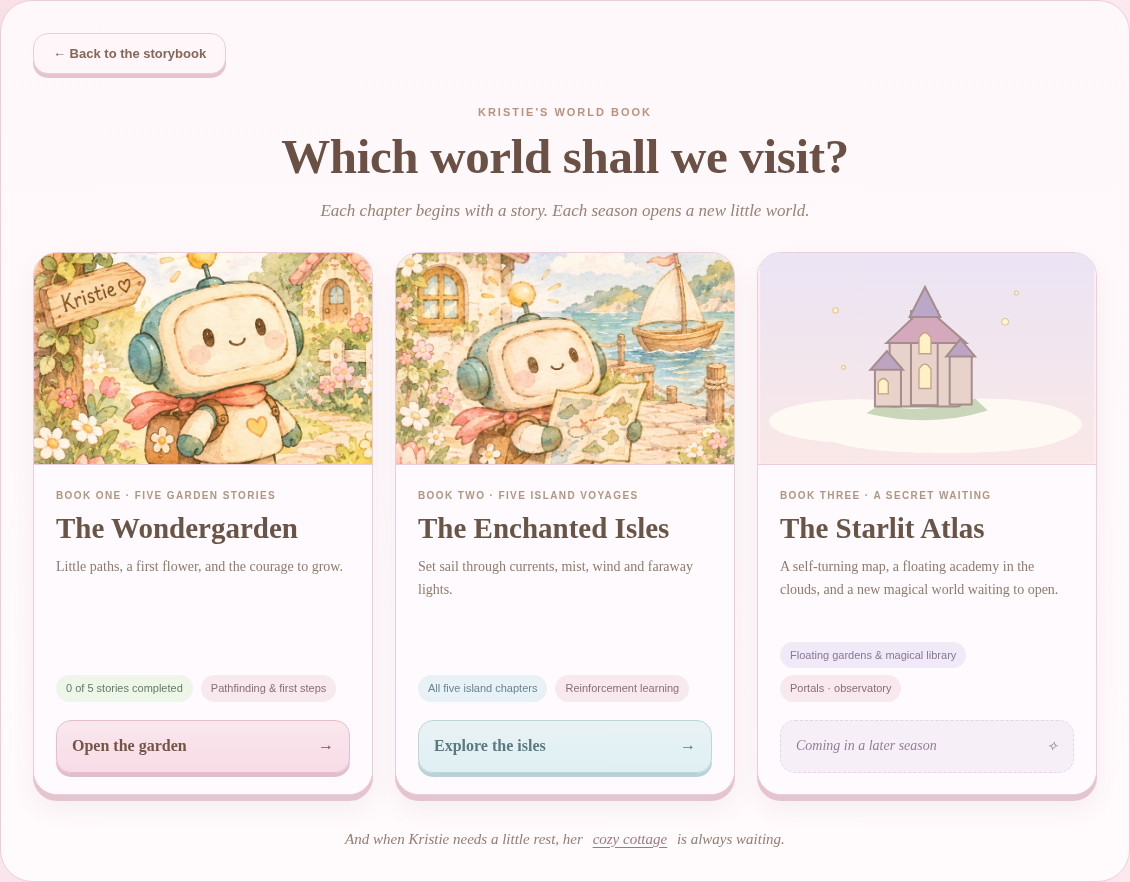 ← Back to the storybook
KRISTIE'S WORLD BOOK
Which world shall we visit?
Each chapter begins with a story. Each season opens a new little world.
Kristie♡
BOOK ONE · FIVE GARDEN STORIES
The Wondergarden
Little paths, a first flower, and the courage to grow.
0 of 5 stories completed
Pathfinding & first steps
Open the garden →
BOOK TWO · FIVE ISLAND VOYAGES
The Enchanted Isles
Set sail through currents, mist, wind and faraway
lights.
All five island chapters
Reinforcement learning
Explore the isles →
BOOK THREE · A SECRET WAITING
The Starlit Atlas
A self-turning map, a floating academy in the
clouds, and a new magical world waiting to open.
Floating gardens & magical library
Portals · observatory
Coming in a later season ✧
And when Kristie needs a little rest, her cozy cottage is always waiting.